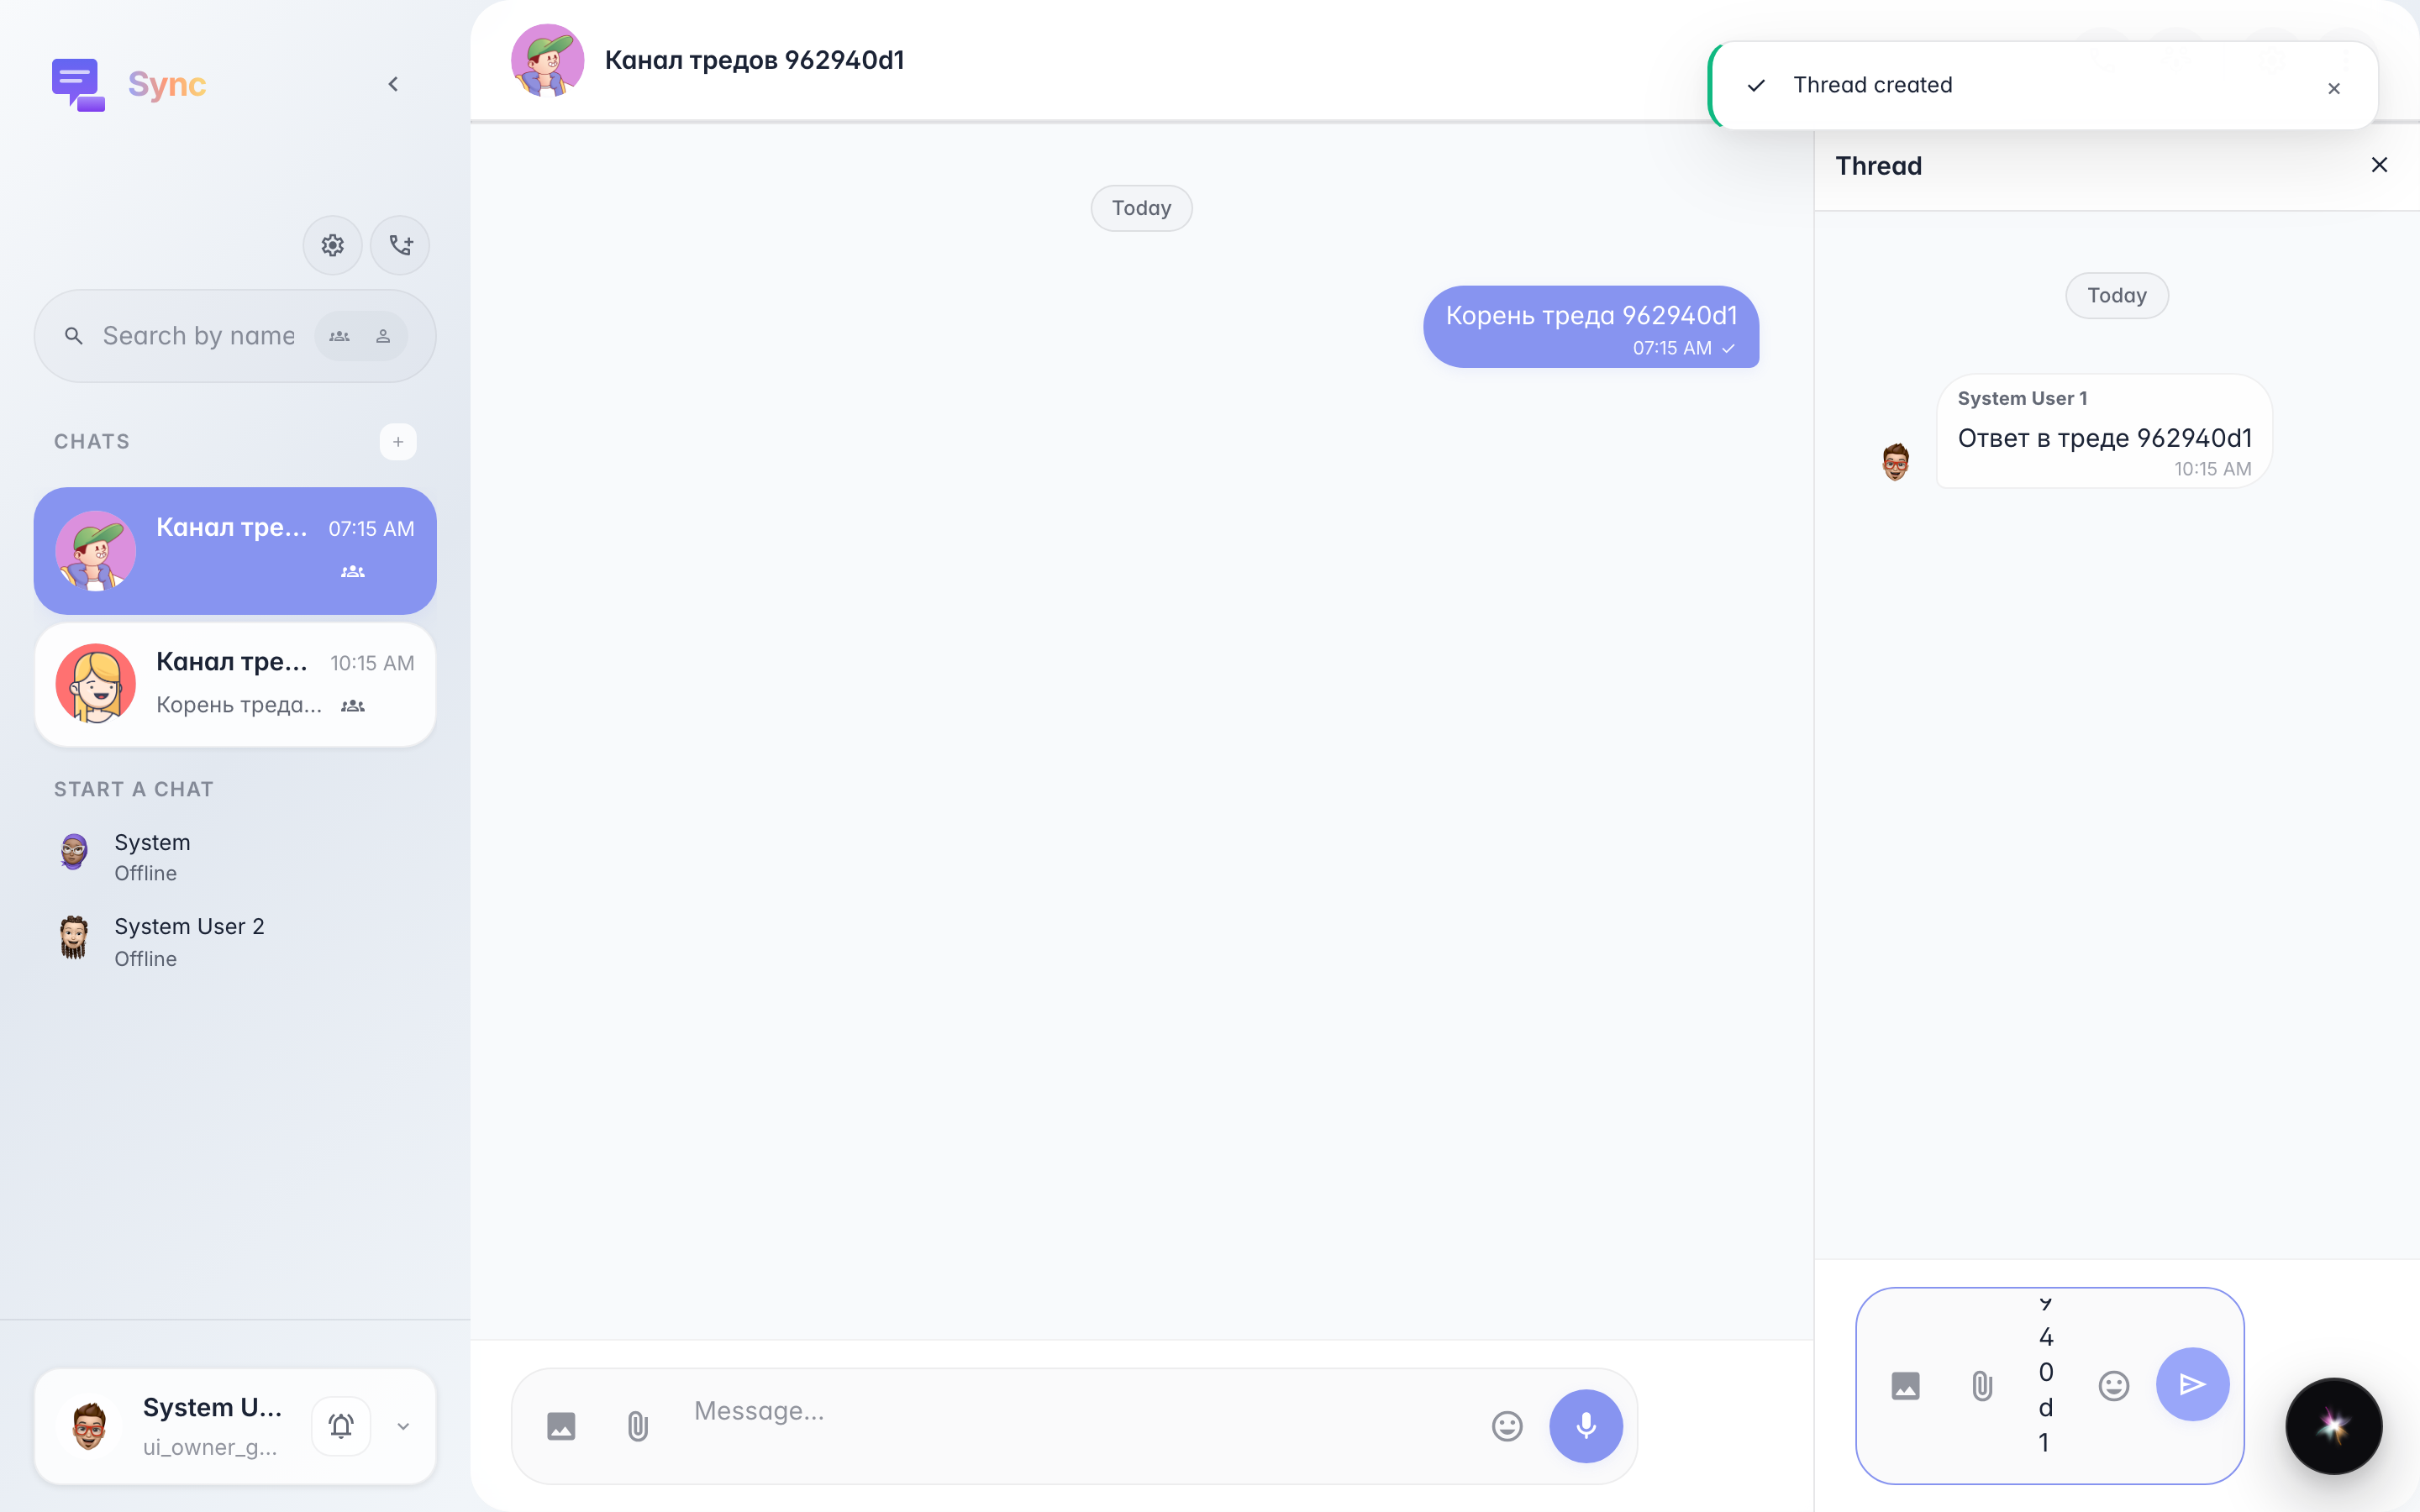 Sync
Search by name
CHATS
Канал тре... 07:15 AM
Канал тре... 10:15 AM
Корень треда...
START A CHAT
System
Offline
System User 2
Offline
System U...
ui_owner_g...
Канал тредов 962940d1
Thread created
Today
Корень треда 962940d1
07:15 AM
Message...
Thread
Today
System User 1
Ответ в треде 962940d1
10:15 AM
9
4
0
d
1